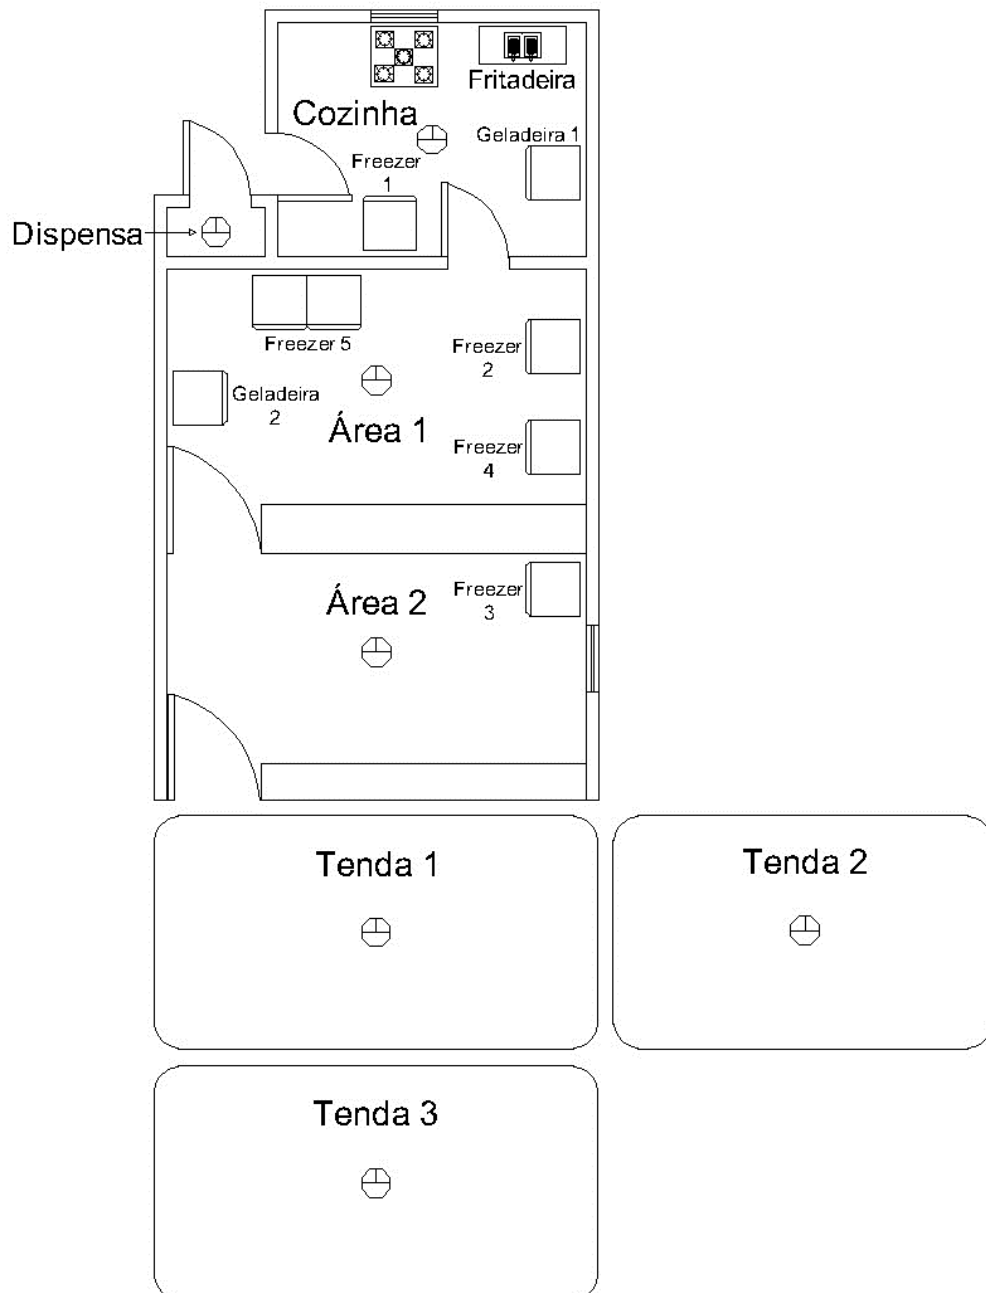 Fritadeira
Cozinha
Geladeira 1
Freezer
1
Dispensa
Freezer 5
Freezer
2
Geladeira
2
Área 1
Freezer
4
Área 2
Freezer
3
Tenda 1
Tenda 2
Tenda 3